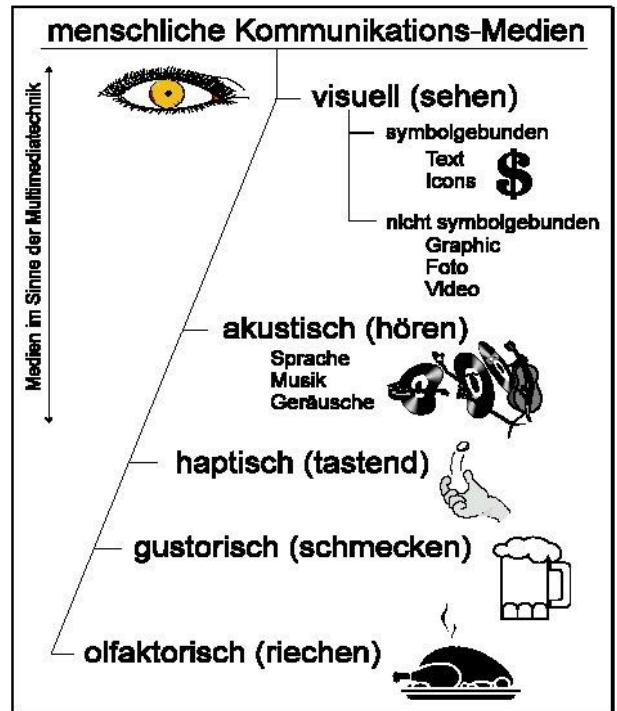 menschliche Kommunikations-Medien
Medien im Sinne der Multimediatechnik
visuell (sehen)
symbolgebunden
Text
Icons
$
nicht symbolgebunden
Graphic
Foto
Video
akustisch (hören)
Sprache
Musik
Geräusche
haptisch (tastend)
gustorisch (schmecken)
olfaktorisch (riechen)